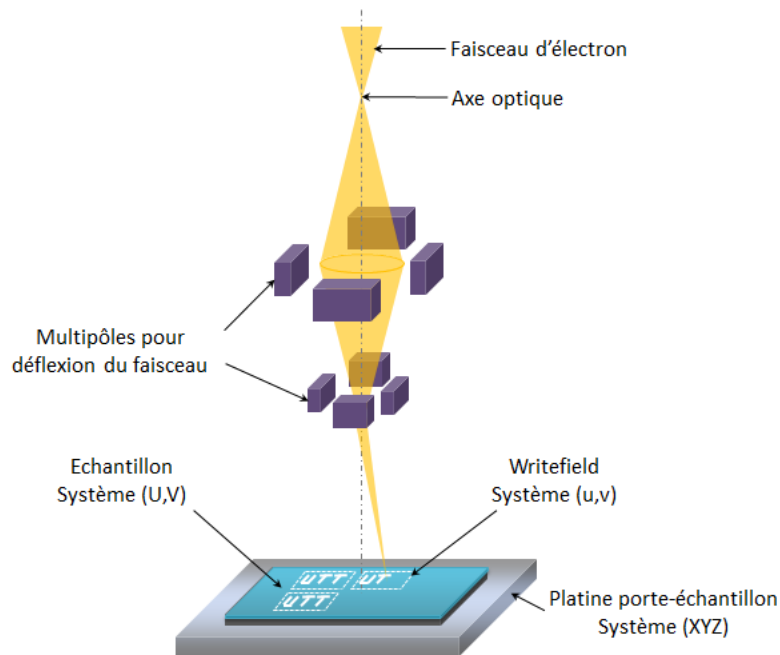 Faisceau d'électron
Axe optique
Multipôles pour
déflexion du faisceau
Echantillon
Système (U,V)
Writefield
Système (u,v)
uTT uT
uTT
Platine porte-échantillon
Système (XYZ)